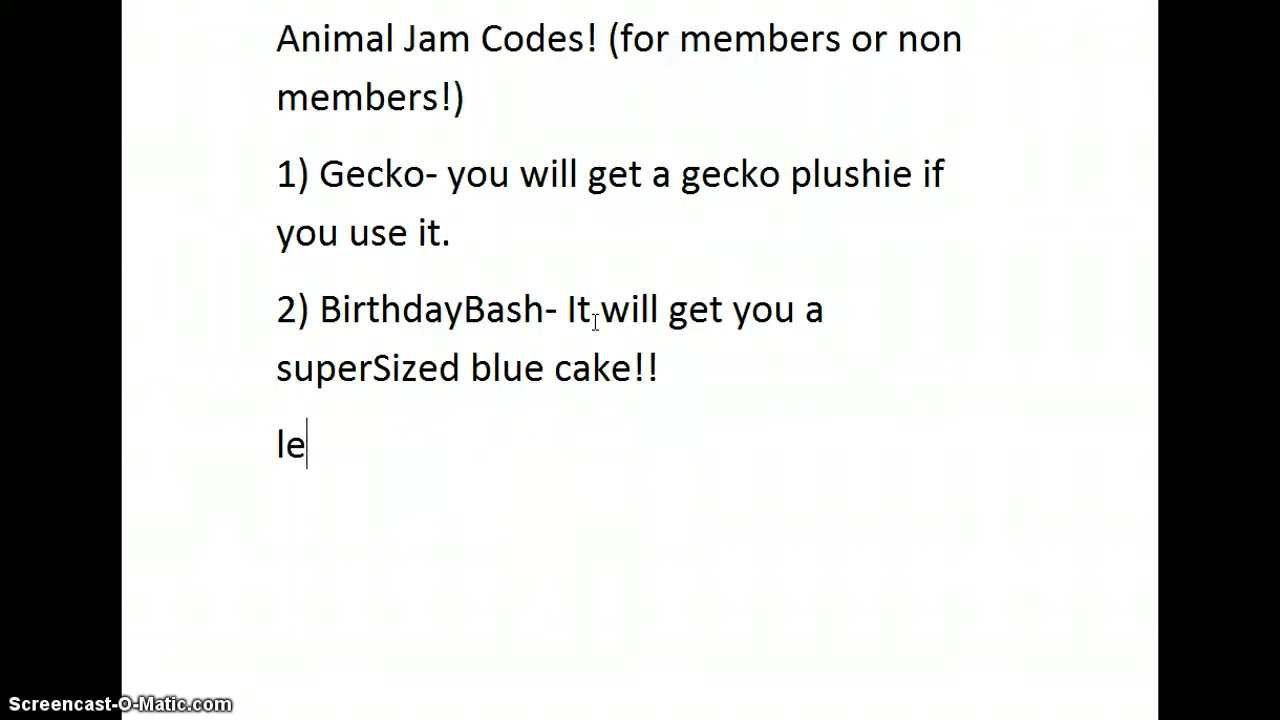 Animal Jam Codes! (for members or non
members!)
1) Gecko- you will get a gecko plushie if
you use it.
2) BirthdayBash- It will get you a
superSized blue cake!!
le
Screencast-O-Matic.com